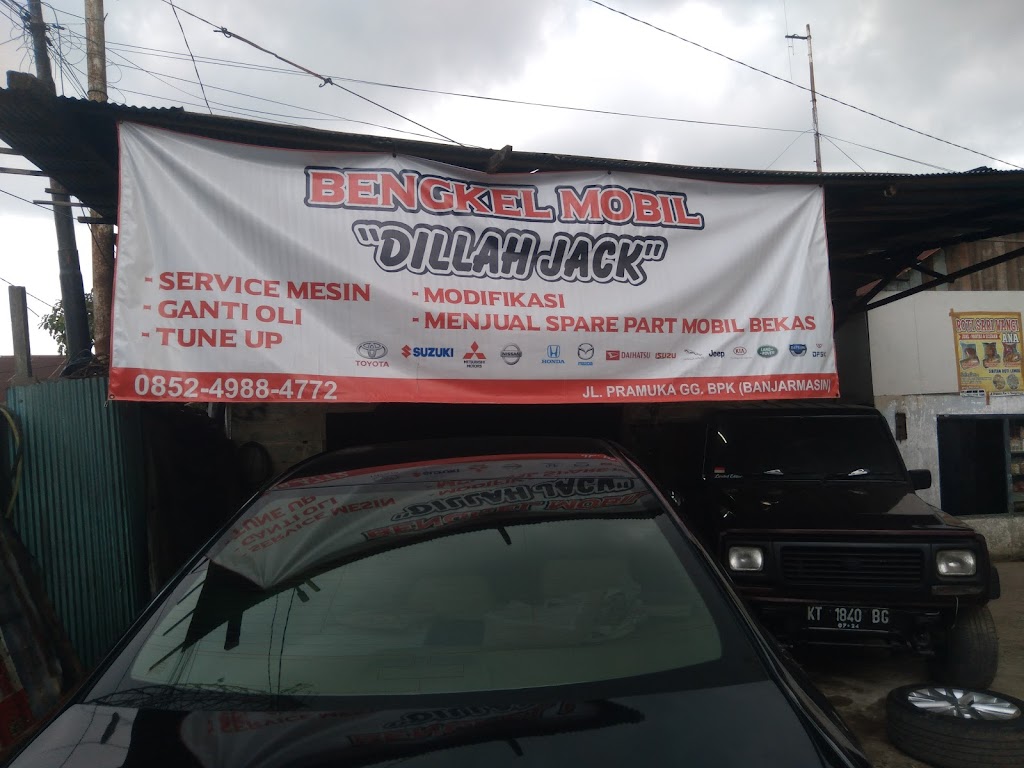 BENGKEL MOBIL
"DILLAH JACK"
- SERVICE MESIN
- GANTI OLI
- TUNE UP
- MODIFIKASI
- MENJUAL SPARE PART MOBIL BEKAS
TOYOTA SUZUKI MITSUBISHI MOTORS NISSAN HONDA mazda DAIHATSU ISUZU Jeep KIA
0852-4988-4772
JL. PRAMUKA GG. BPK (BANJARMASIN)
KT 1840 BG